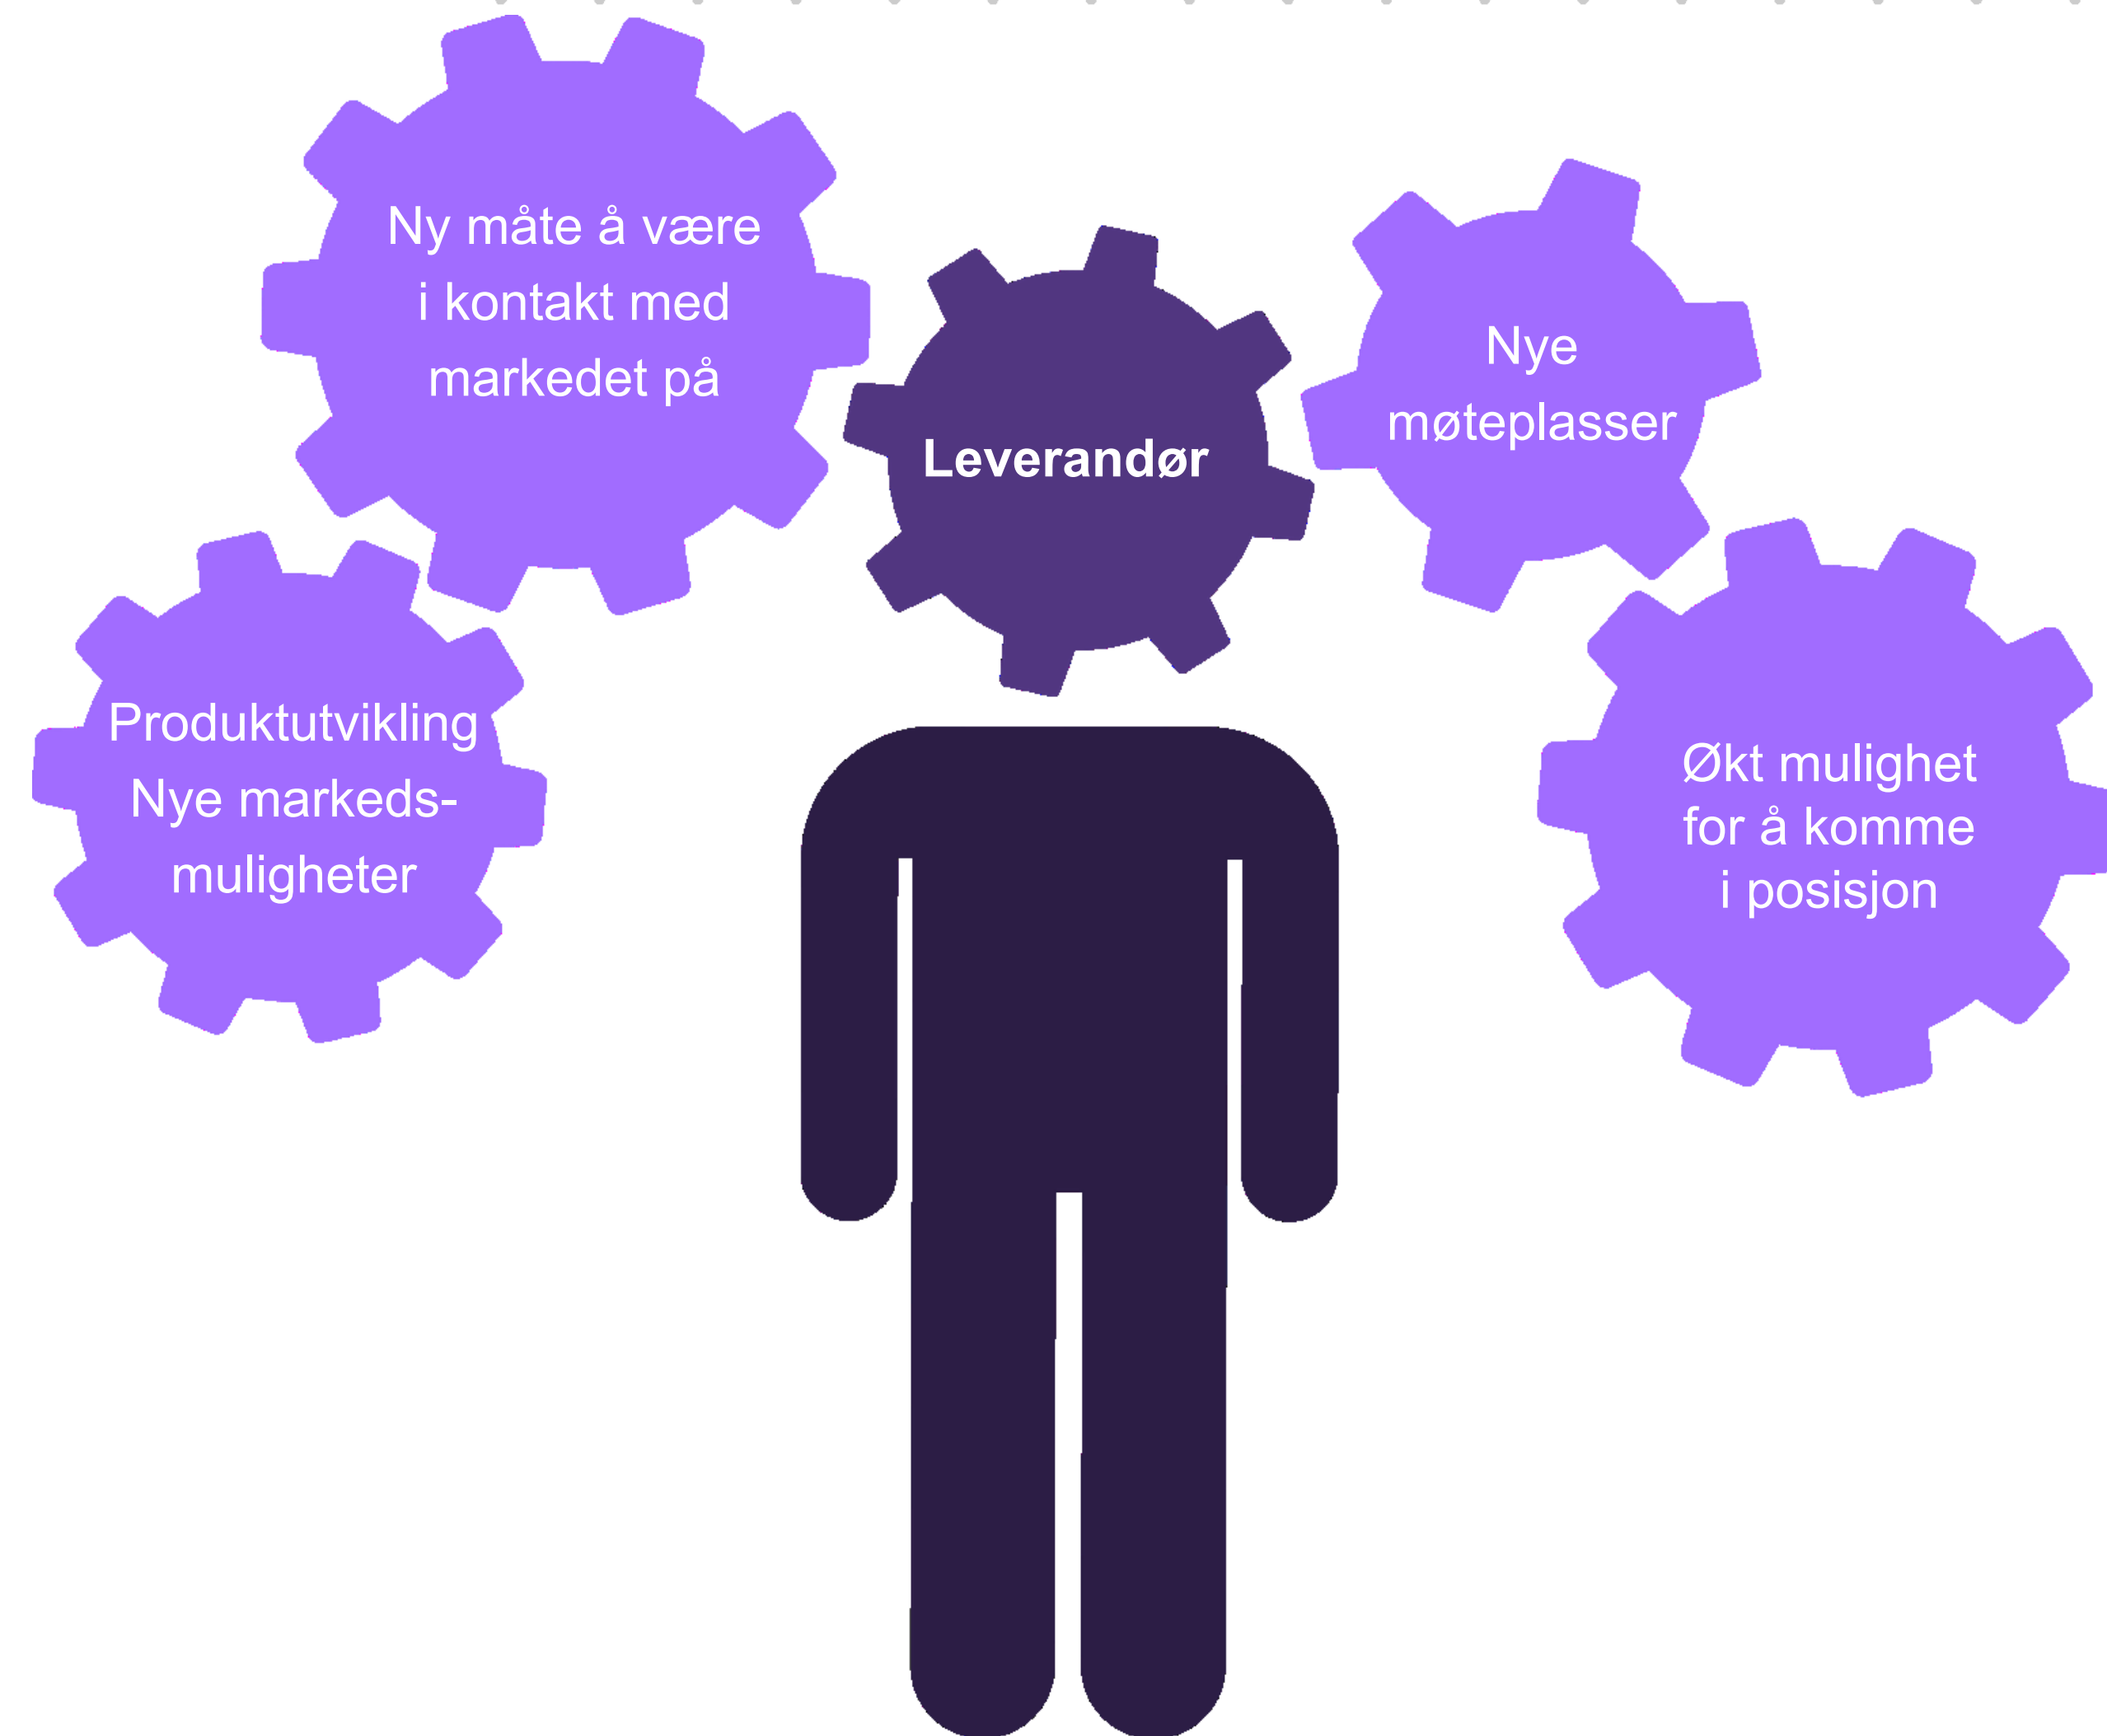 Ny måte å være
i kontakt med
markedet på
Leverandør
Nye
møteplasser
Produktutvikling
Nye markeds-
muligheter
Økt mulighet
for å komme
i posisjon